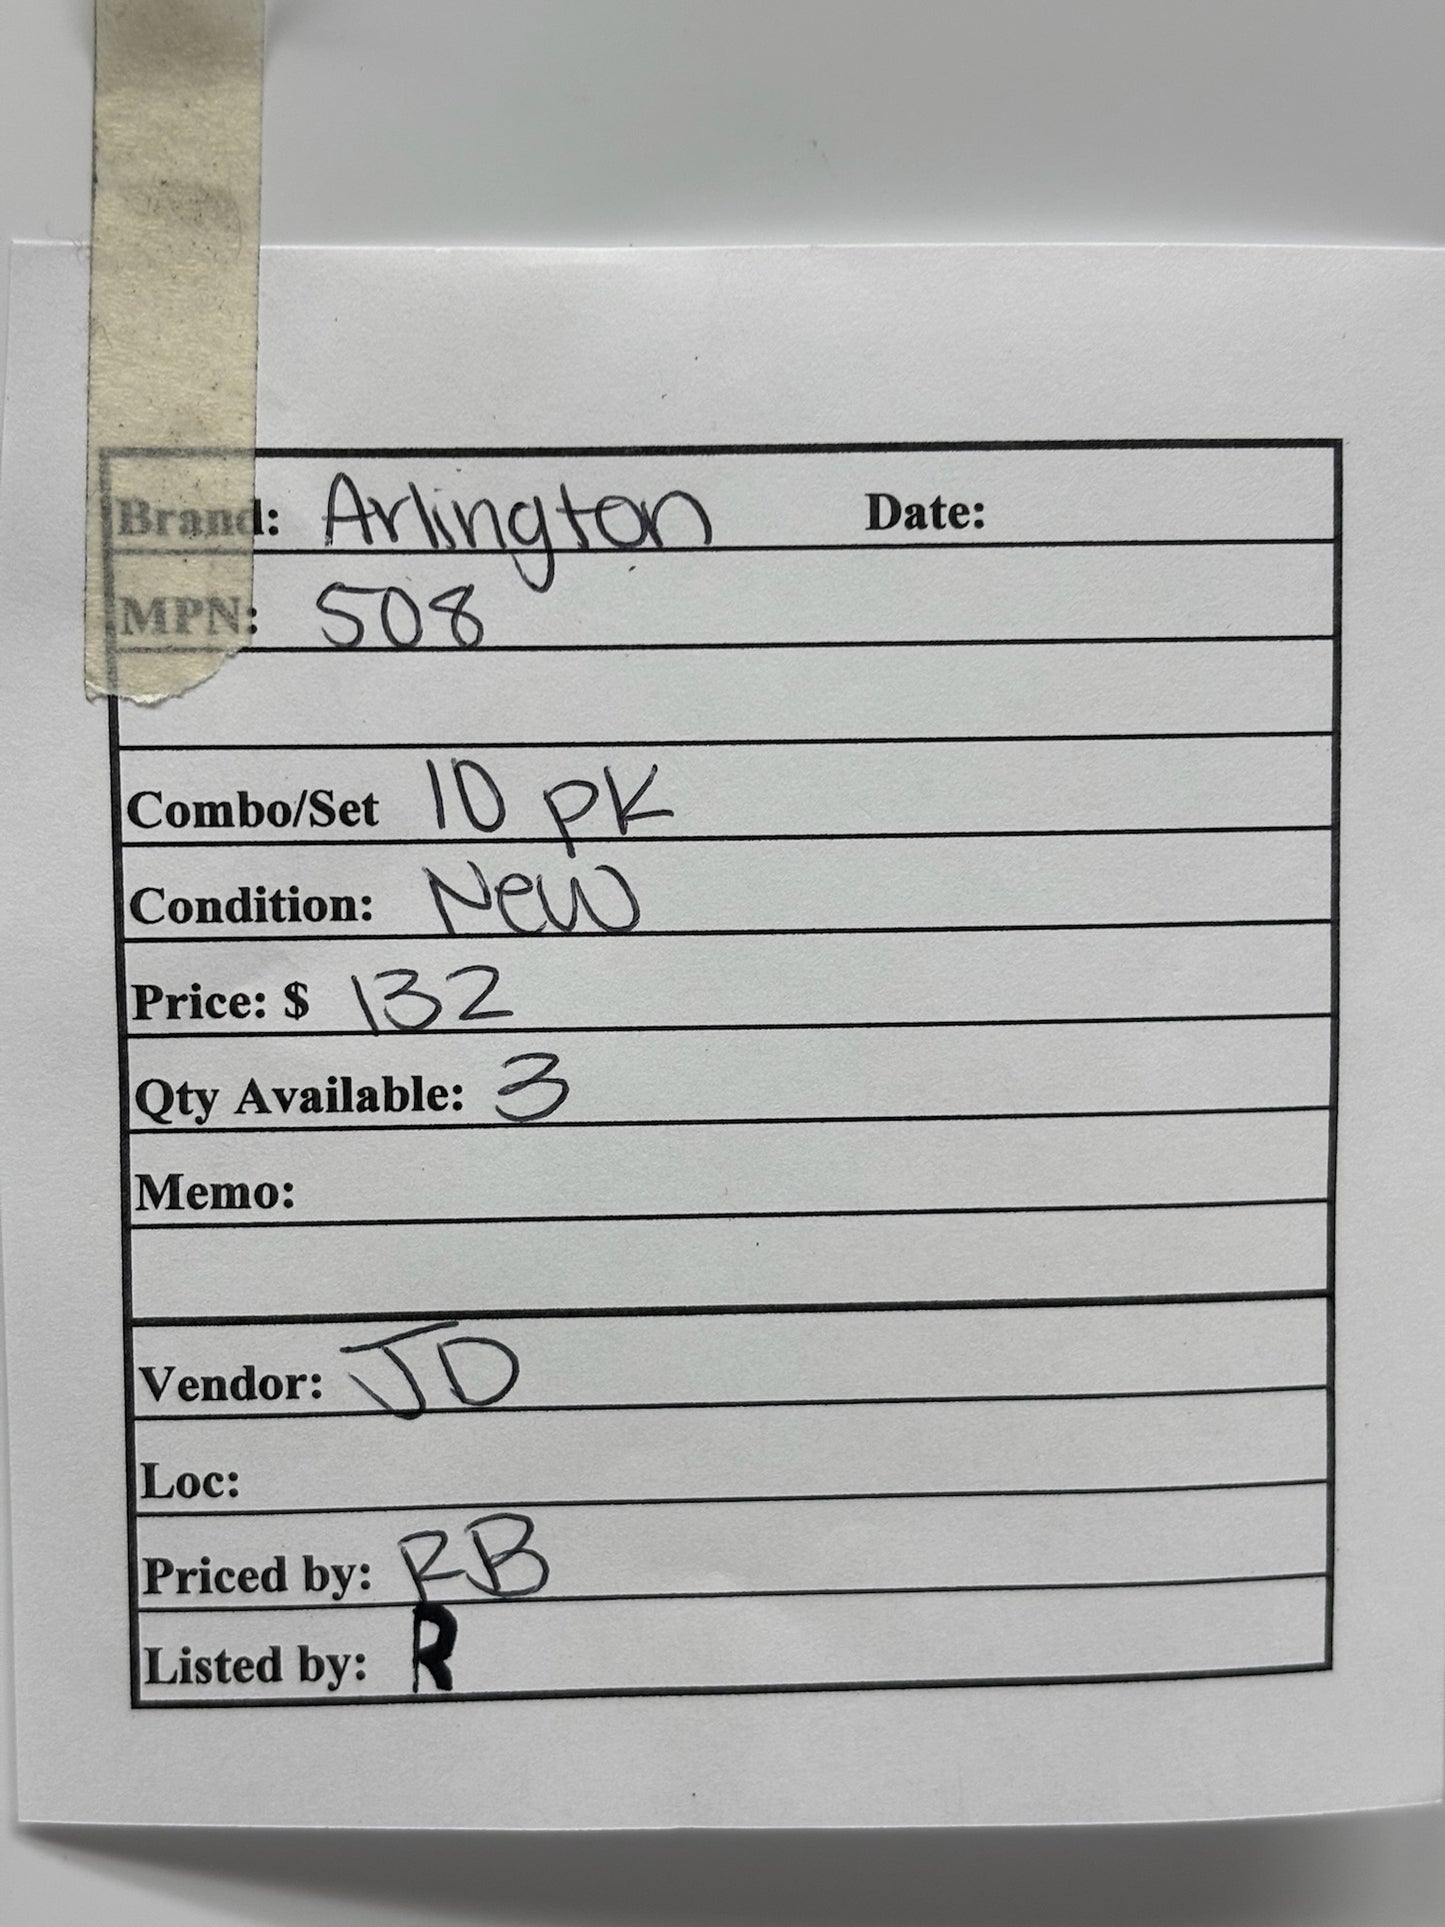 Brand: Arlington Date:
MPN: 508
Combo/Set 10 pk
Condition: New
Price: $ 132
Qty Available: 3
Memo:
Vendor: JD
Loc:
Priced by: RB
Listed by: R